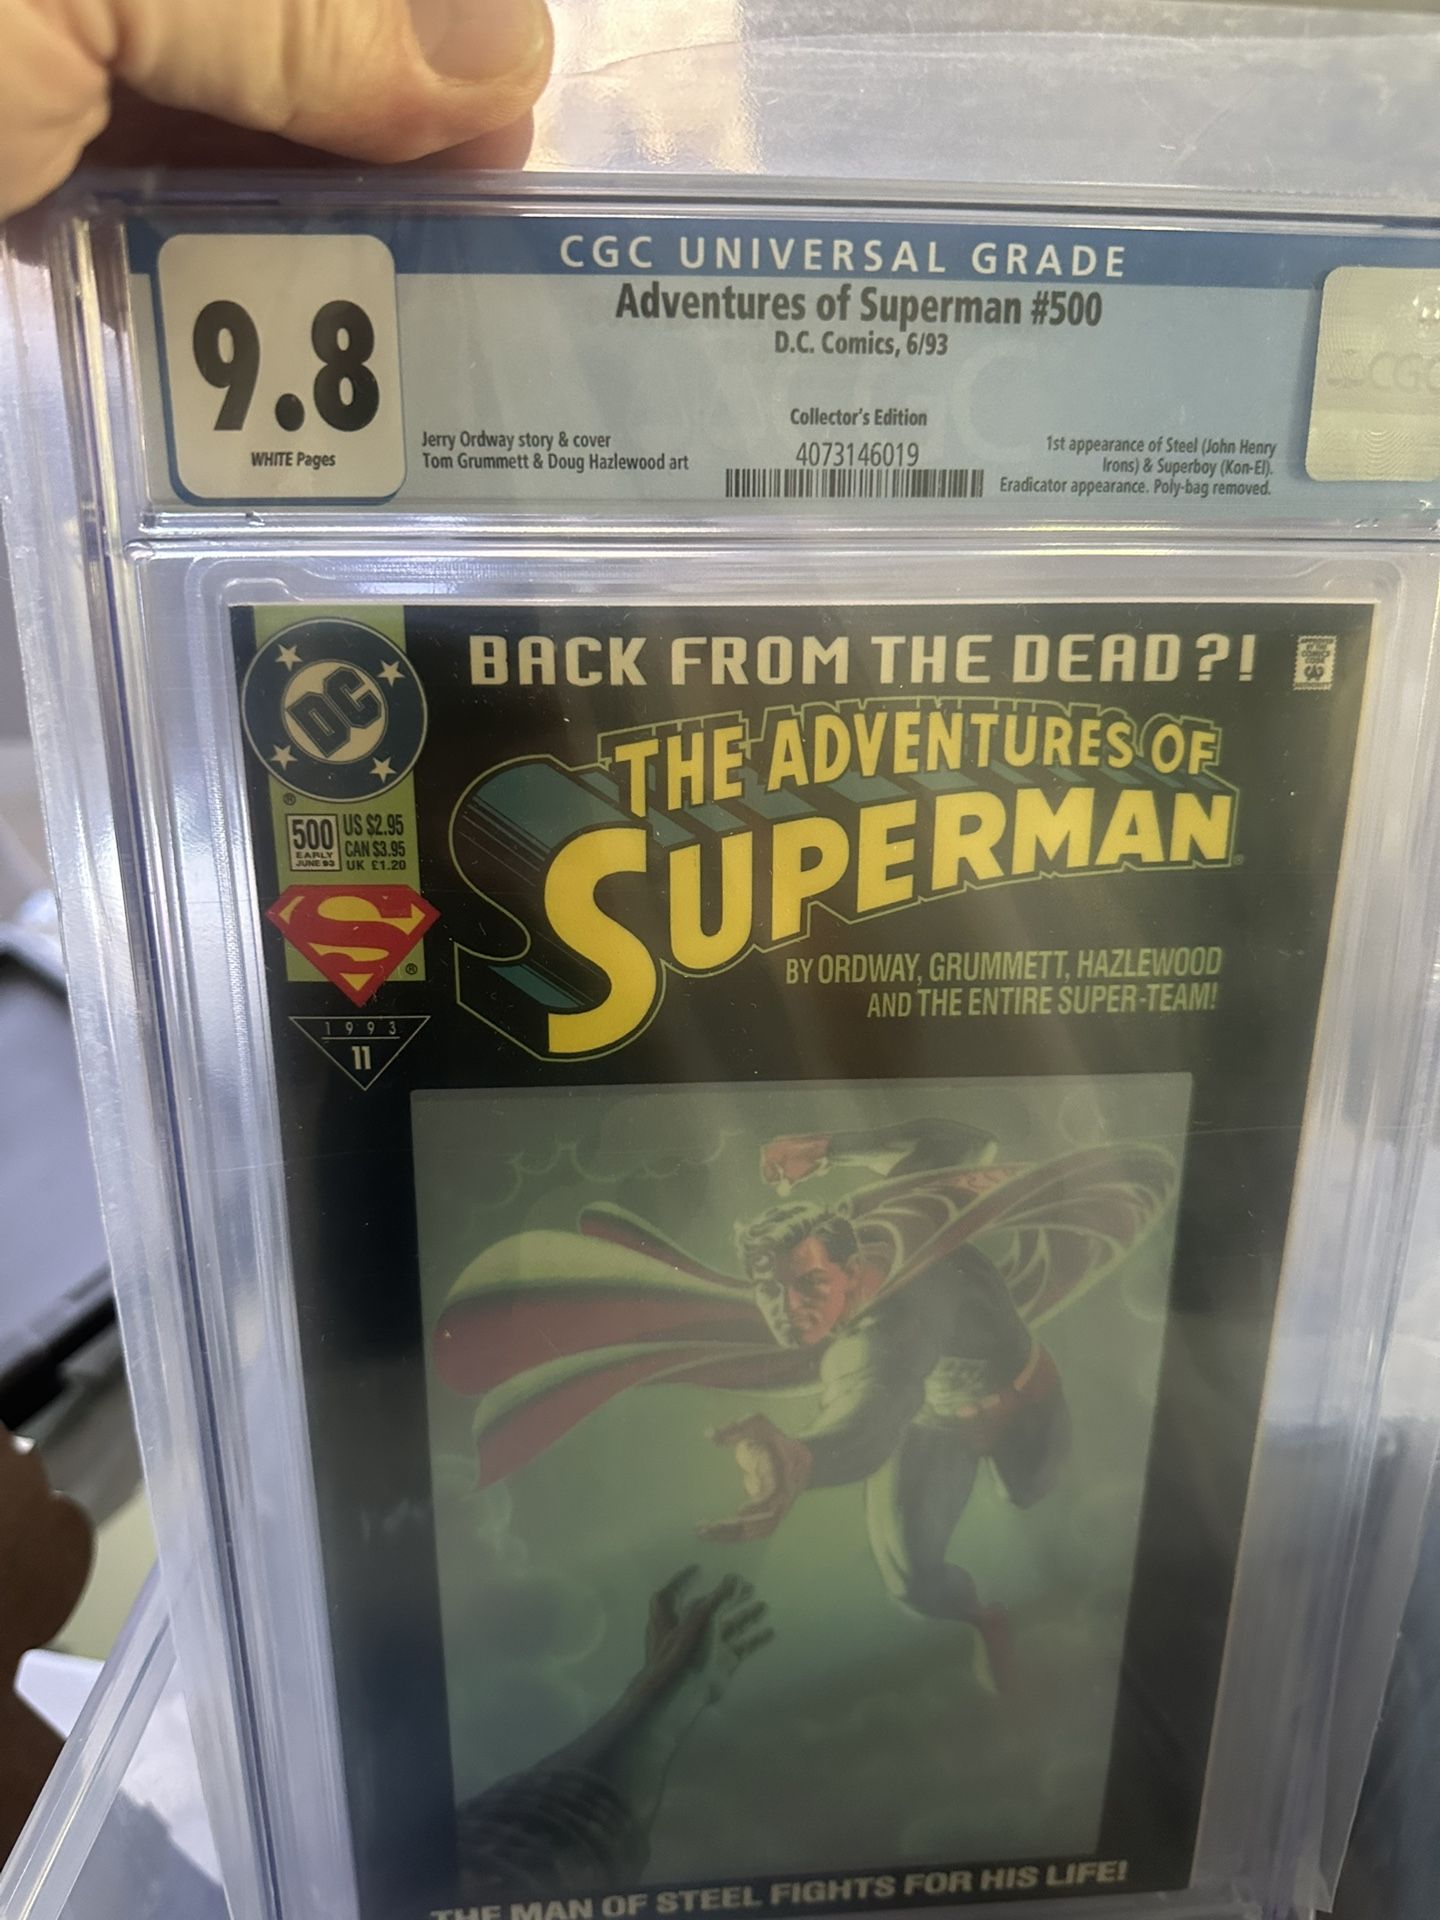 CGC UNIVERSAL GRADE
9.8
WHITE Pages
Adventures of Superman #500
D.C. Comics, 6/93
Collector's Edition
Jerry Ordway story & cover
Tom Grummett & Doug Hazlewood art
4073146019
1st appearance of Steel (John Henry
Irons) & Superboy (Kon-El).
Eradicator appearance. Poly-bag removed.
CGC
BACK FROM THE DEAD?!
DC
®
THE ADVENTURES OF
SUPERMAN
500
EARLY
JUNE 93
US $2.95
CAN $3.95
UK £1.20
S
®
1993
11
BY ORDWAY, GRUMMETT, HAZLEWOOD
AND THE ENTIRE SUPER-TEAM!
THE MAN OF STEEL FIGHTS FOR HIS LIFE!